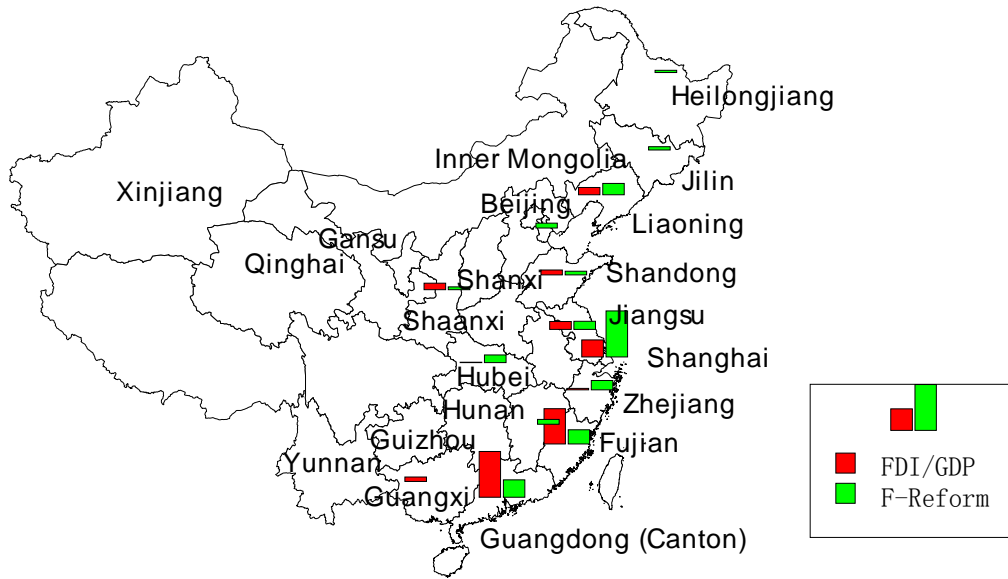 Heilongjiang
Inner Mongolia
Jilin
Xinjiang
Beijing
Liaoning
Gansu
Qinghai
Shanxi
Shandong
Shaanxi
Jiangsu
Shanghai
Hubei
Zhejiang
Hunan
Guizhou
Fujian
Yunnan
Guangxi
Guangdong (Canton)
FDI/GDP
F-Reform